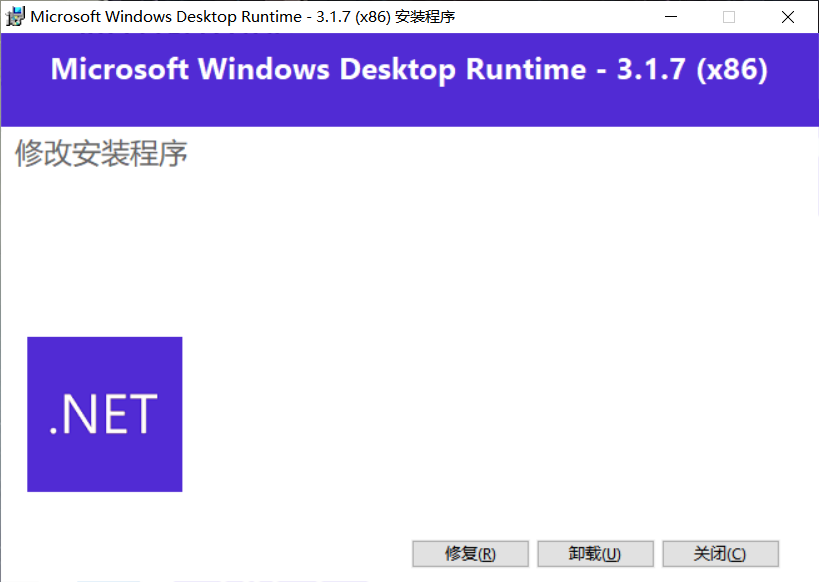 Microsoft Windows Desktop Runtime - 3.1.7 (x86) 安装程序
Microsoft Windows Desktop Runtime - 3.1.7 (x86)
修改安装程序
.NET
修复(R) 卸载(U) 关闭(C)